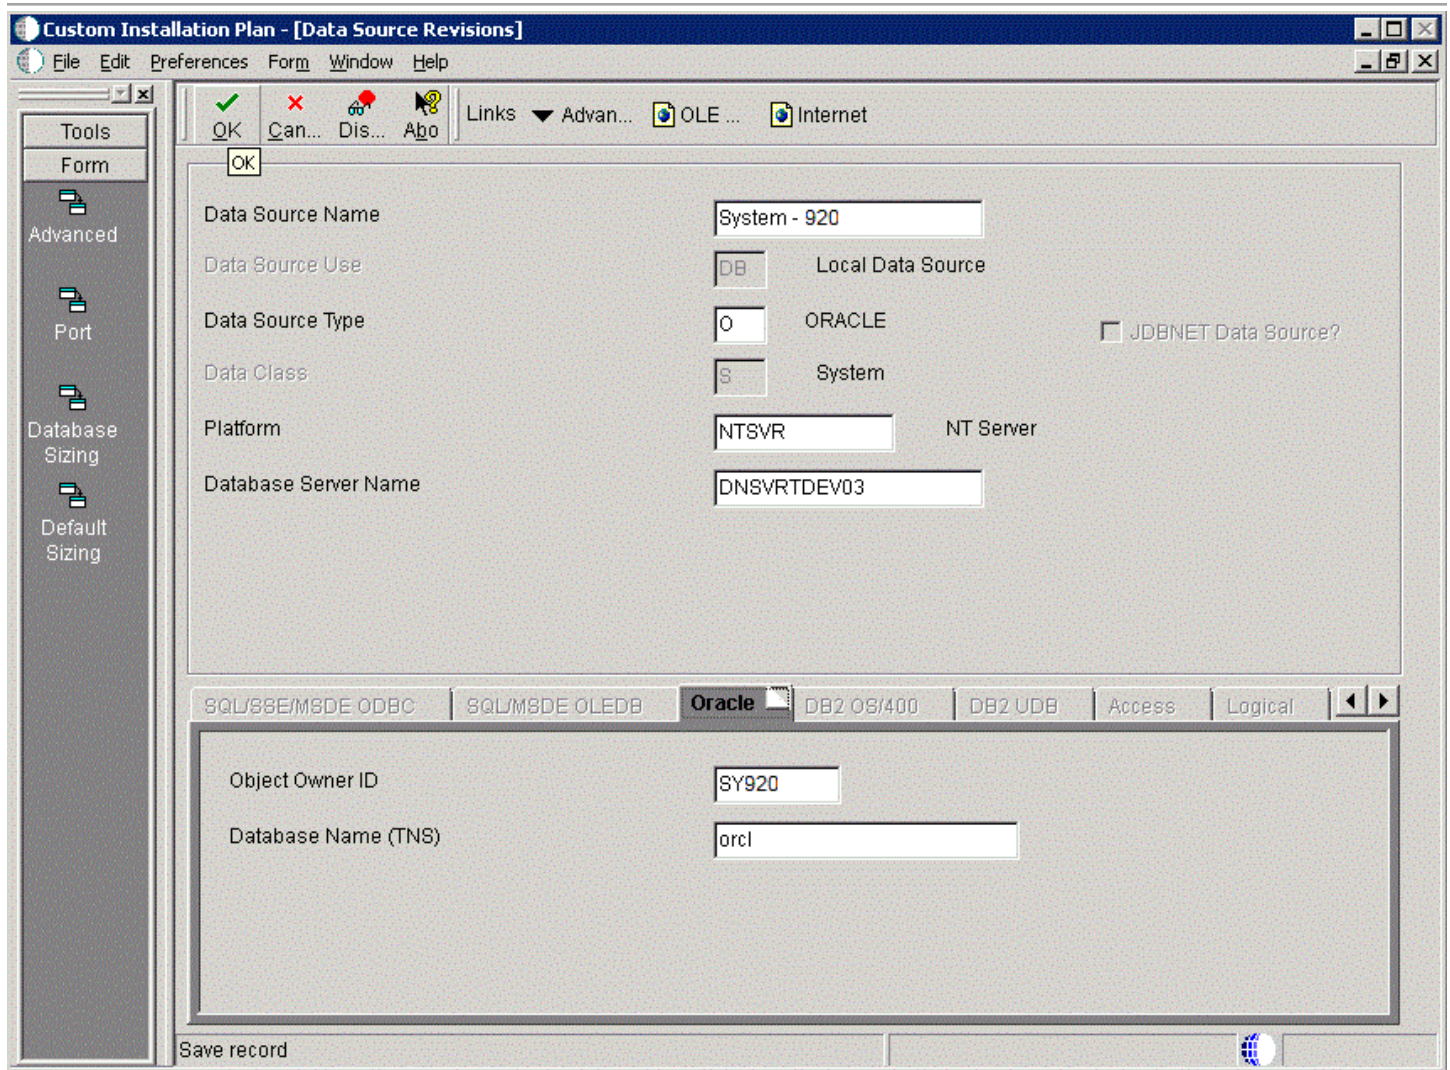 Custom Installation Plan - [Data Source Revisions]
File Edit Preferences Form Window Help
Tools
Form
Advanced
Port
Database
Sizing
Default
Sizing
OK Can... Dis... Abo Links Advan... OLE ... Internet
OK
Data Source Name System - 920
Data Source Use DB Local Data Source
Data Source Type O ORACLE JDBNET Data Source?
Data Class S System
Platform NTSVR NT Server
Database Server Name DNSVRTDEV03
SQL/SSE/MSDE ODBC SQL/MSDE OLEDB Oracle DB2 OS/400 DB2 UDB Access Logical
Object Owner ID SY920
Database Name (TNS) orcl
Save record